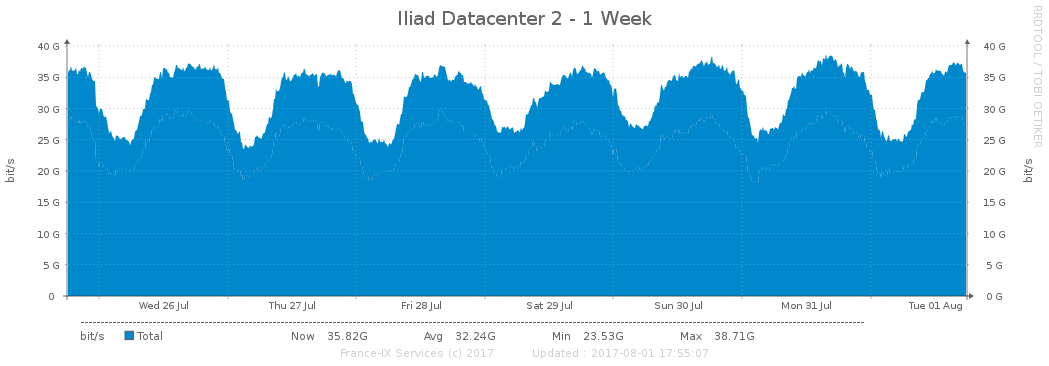 Iliad Datacenter 2 - 1 Week
RRDTOOL / TOBI OETIKER
bit/s
40 G
35 G
30 G
25 G
20 G
15 G
10 G
5 G
0
40 G
35 G
30 G
25 G
20 G
15 G
10 G
5 G
0 G
bit/s
Wed 26 Jul Thu 27 Jul Fri 28 Jul Sat 29 Jul Sun 30 Jul Mon 31 Jul Tue 01 Aug
bit/s Total Now 35.82G Avg 32.24G Min 23.53G Max 38.71G
France-IX Services (c) 2017 Updated : 2017-08-01 17:55:07